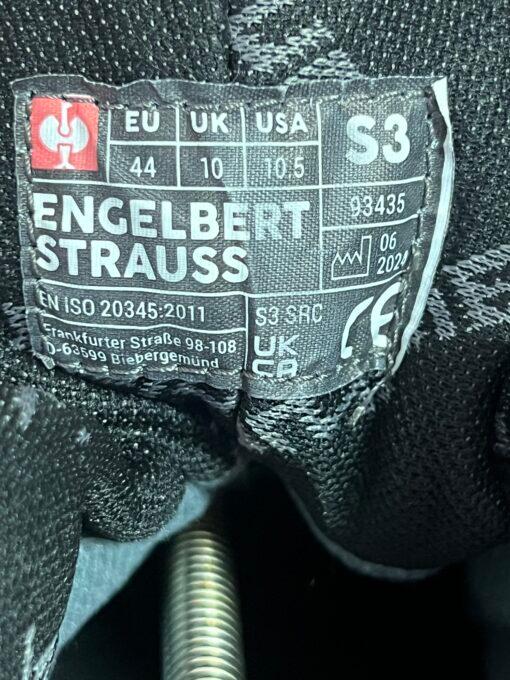 EU UK USA S3
44 10 10.5
93435
ENGELBERT
STRAUSS
06
2024
EN ISO 20345:2011
S3 SRC
Frankfurter Straße 98-108
D-63599 Biebergemünd
UK
CA
CE